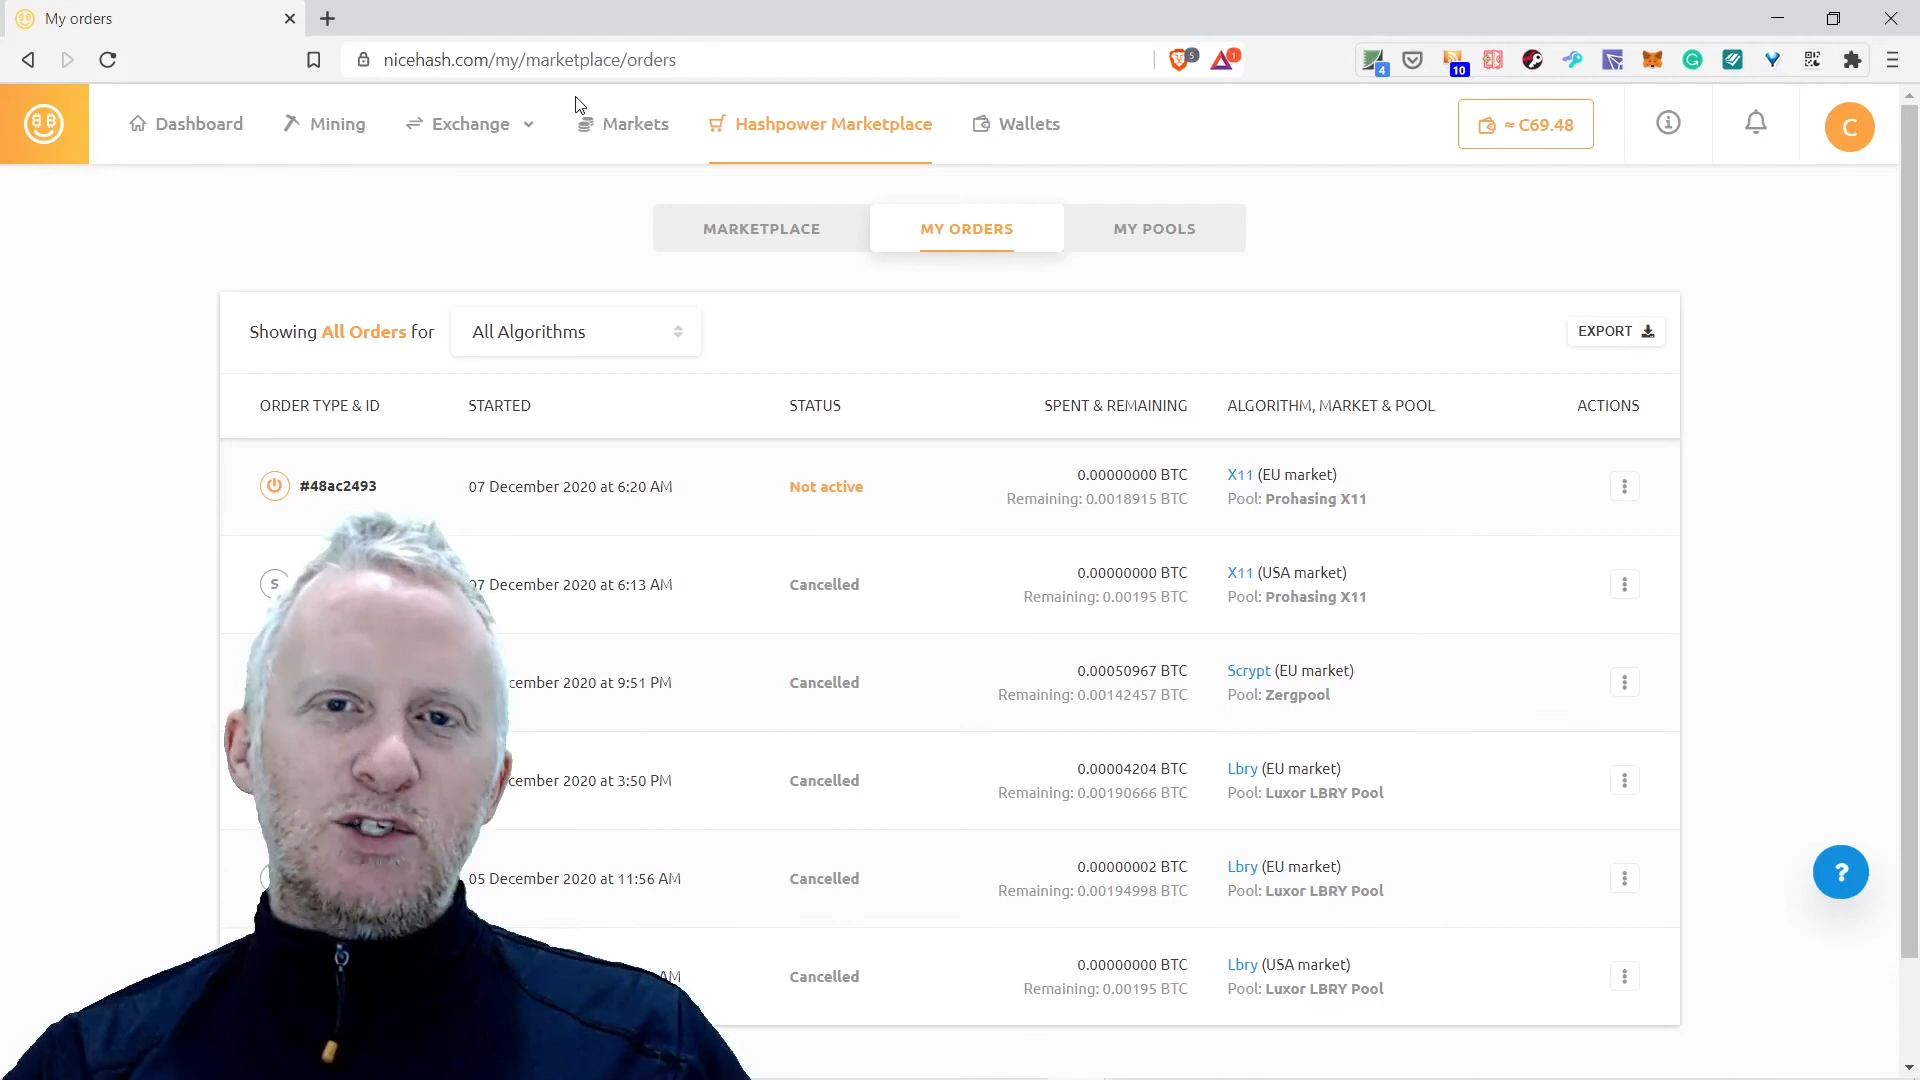 My orders
nicehash.com/my/marketplace/orders
5
1
4
10
Dashboard
Mining
Exchange
Markets
Hashpower Marketplace
Wallets
≈ C69.48
C
MARKETPLACE
MY ORDERS
MY POOLS
Showing All Orders for
All Algorithms
EXPORT
ORDER TYPE & ID STARTED STATUS SPENT & REMAINING ALGORITHM, MARKET & POOL ACTIONS
#48ac2493 07 December 2020 at 6:20 AM Not active 0.00000000 BTC X11 (EU market)
Remaining: 0.0018915 BTC Pool: Prohasing X11
S 07 December 2020 at 6:13 AM Cancelled 0.00000000 BTC X11 (USA market)
Remaining: 0.00195 BTC Pool: Prohasing X11
cember 2020 at 9:51 PM Cancelled 0.00050967 BTC Scrypt (EU market)
Remaining: 0.00142457 BTC Pool: Zergpool
cember 2020 at 3:50 PM Cancelled 0.00004204 BTC Lbry (EU market)
Remaining: 0.00190666 BTC Pool: Luxor LBRY Pool
05 December 2020 at 11:56 AM Cancelled 0.00000002 BTC Lbry (EU market)
Remaining: 0.00194998 BTC Pool: Luxor LBRY Pool
AM Cancelled 0.00000000 BTC Lbry (USA market)
Remaining: 0.00195 BTC Pool: Luxor LBRY Pool
?